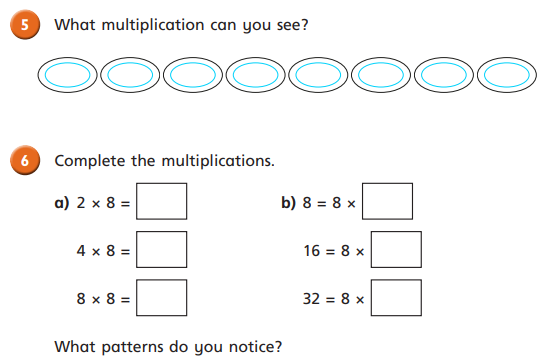 5 What multiplication can you see?
6 Complete the multiplications.
a) 2 × 8 =
b) 8 = 8 ×
4 × 8 =
16 = 8 ×
8 × 8 =
32 = 8 ×
What patterns do you notice?